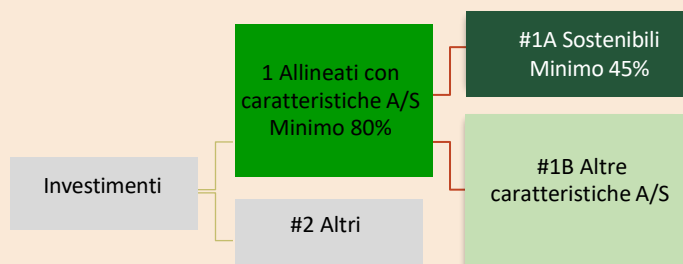 Investimenti
1 Allineati con
caratteristiche A/S
Minimo 80%
#2 Altri
#1A Sostenibili
Minimo 45%
#1B Altre
caratteristiche A/S